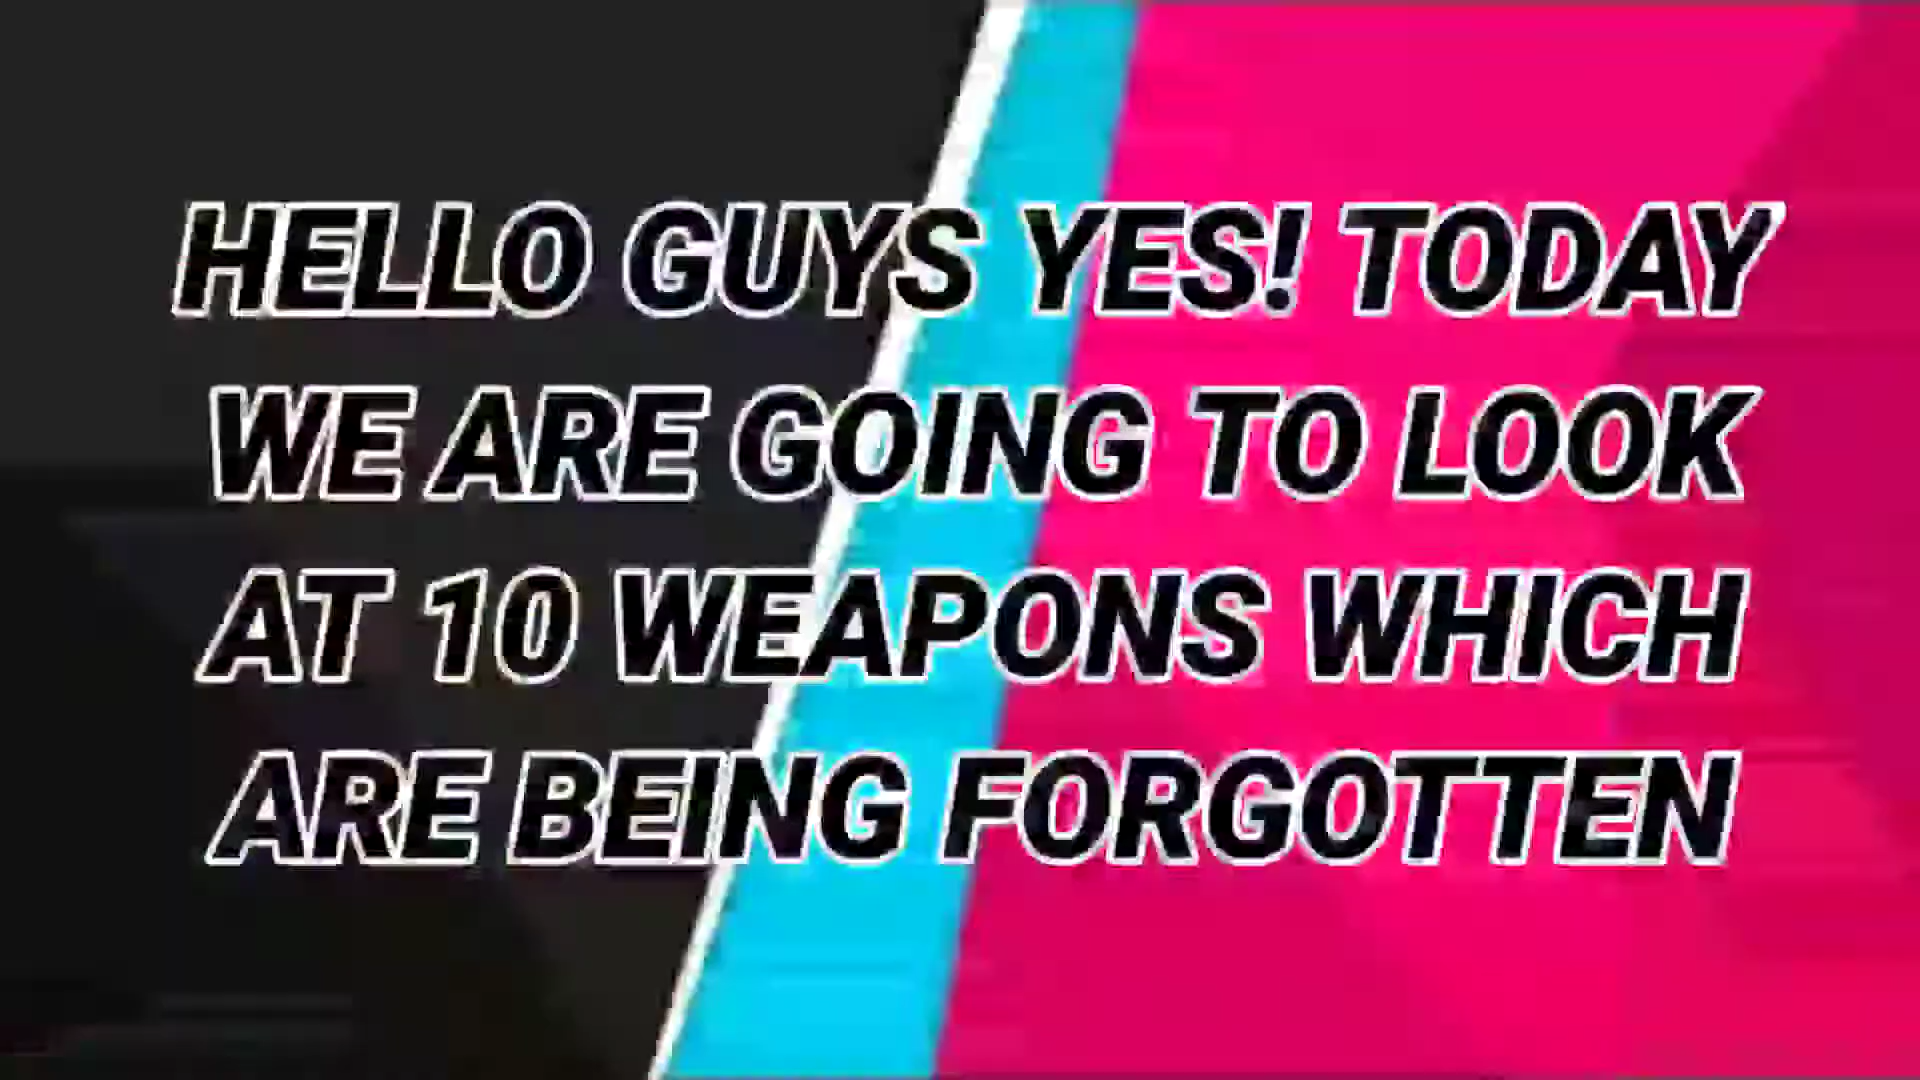 HELLO GUYS YES! TODAY
WE ARE GOING TO LOOK
AT 10 WEAPONS WHICH
ARE BEING FORGOTTEN